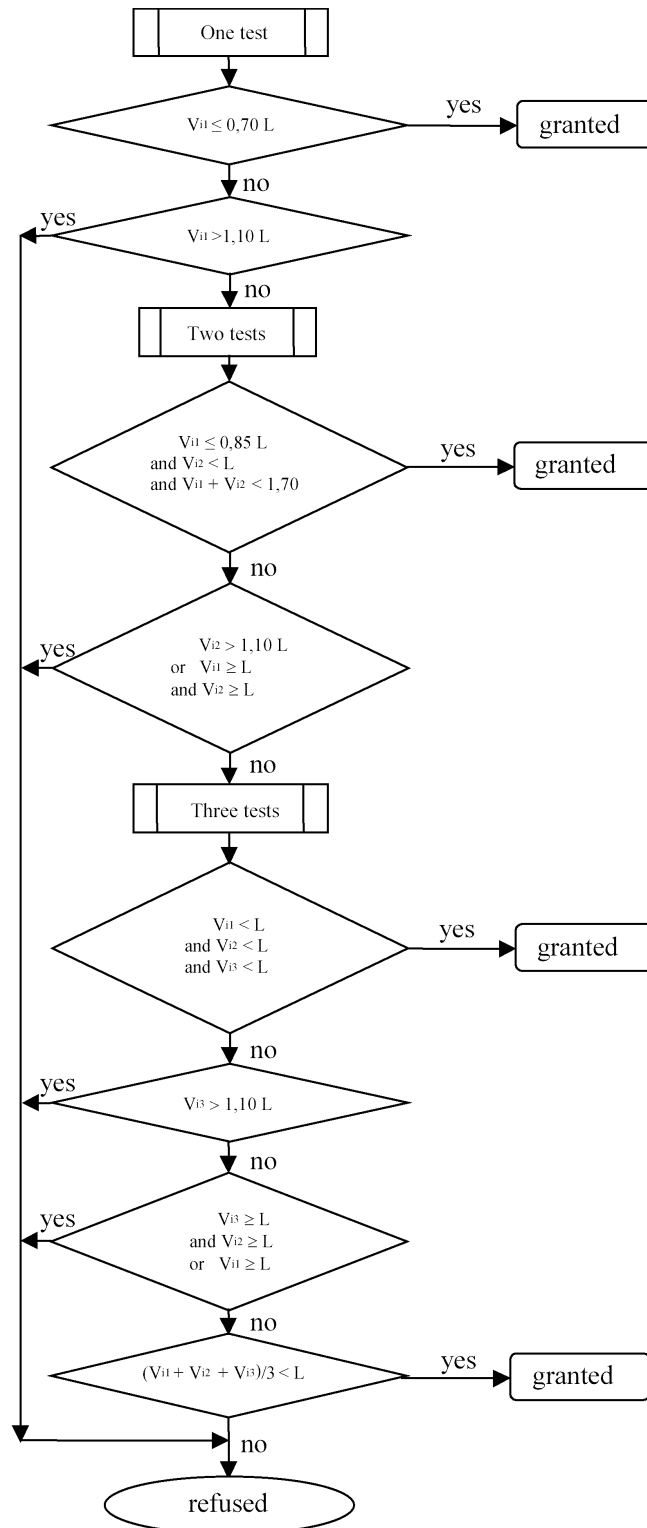 One test
Vi1 ≤ 0,70 L
yes
granted
no
yes
Vi1 >1,10 L
no
Two tests
Vi1 ≤ 0,85 L
and Vi2 < L
and Vi1 + Vi2 < 1,70
yes
granted
no
yes
Vi2 > 1,10 L
or Vi1 ≥ L
and Vi2 ≥ L
no
Three tests
Vi1 < L
and Vi2 < L
and Vi3 < L
yes
granted
no
yes
Vi3 > 1,10 L
no
yes
Vi3 ≥ L
and Vi2 ≥ L
or Vi1 ≥ L
no
(Vi1 + Vi2 + Vi3)/3 < L
yes
granted
no
refused